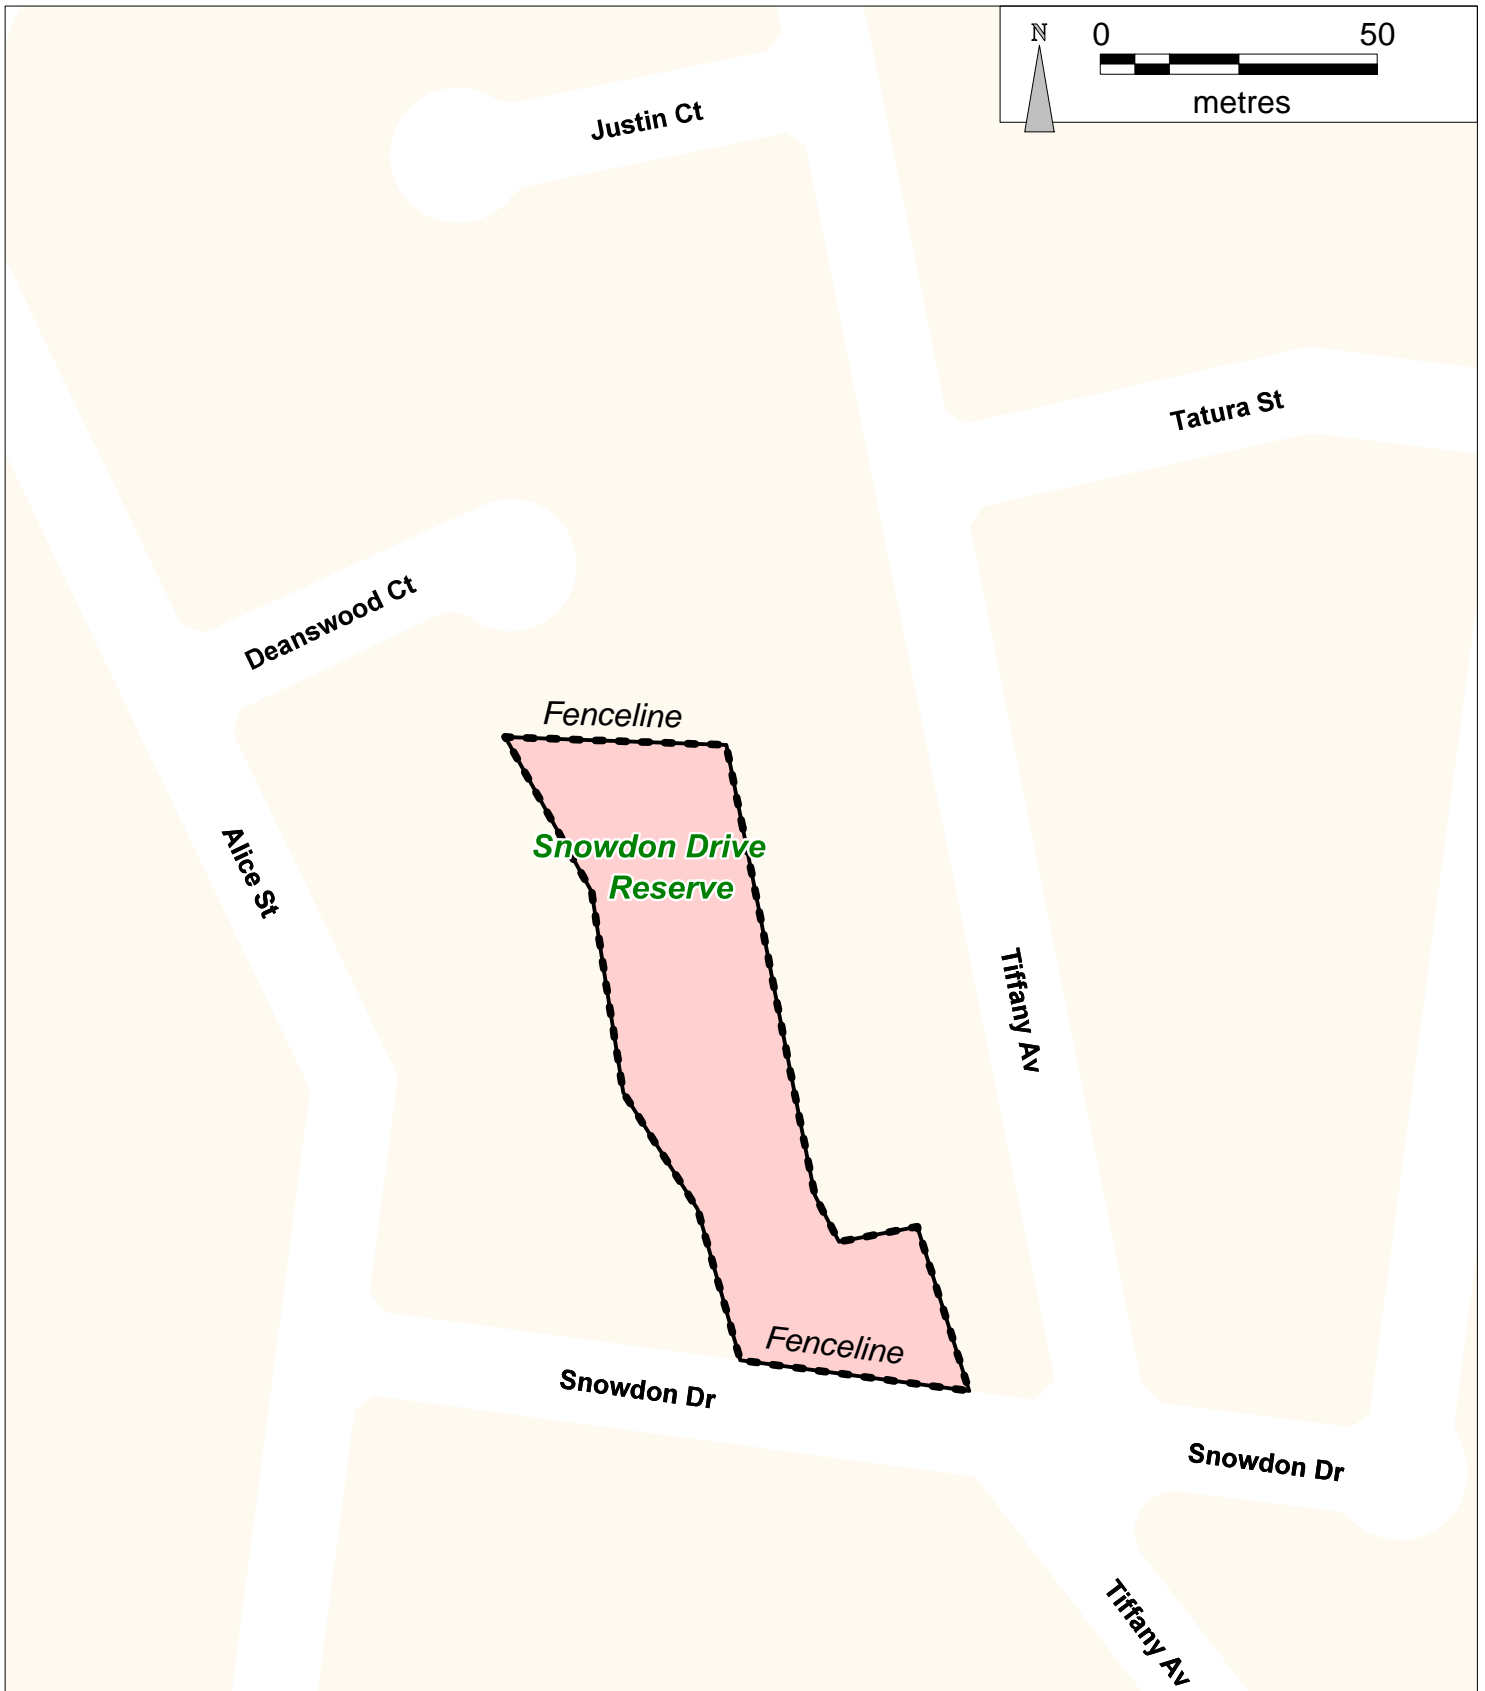 N
0 50
metres
Justin Ct
Tatura St
Deanswood Ct
Fenceline
Snowdon Drive
Reserve
Alice St
Tiffany Av
Fenceline
Snowdon Dr
Snowdon Dr
Tiffany Av